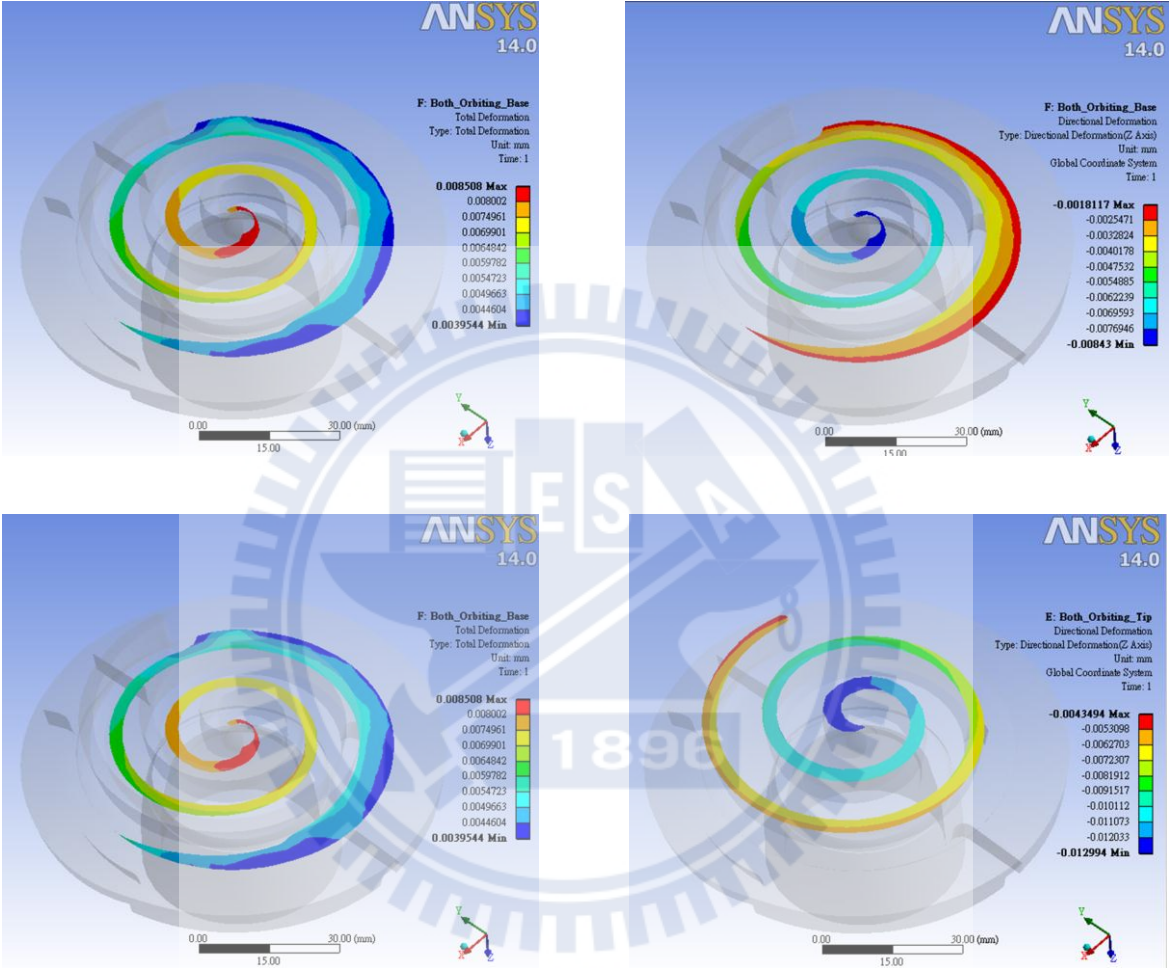 ANSYS
14.0
F: Both_Orbiting_Base
Total Deformation
Type: Total Deformation
Unit: mm
Time: 1
0.008508 Max
0.008002
0.0074961
0.0069901
0.0064842
0.0059782
0.0054723
0.0049663
0.0044604
0.0039544 Min
Y
X
Z
0.00
30.00 (mm)
15.00
ANSYS
14.0
F: Both_Orbiting_Base
Directional Deformation
Type: Directional Deformation(Z Axis)
Unit: mm
Global Coordinate System
Time: 1
-0.0018117 Max
-0.0025471
-0.0032824
-0.0040178
-0.0047532
-0.0054885
-0.0062239
-0.0069593
-0.0076946
-0.00843 Min
Y
X
Z
0.00
30.00 (mm)
15.00
ANSYS
14.0
F: Both_Orbiting_Base
Total Deformation
Type: Total Deformation
Unit: mm
Time: 1
0.008508 Max
0.008002
0.0074961
0.0069901
0.0064842
0.0059782
0.0054723
0.0049663
0.0044604
0.0039544 Min
Y
X
Z
0.00
30.00 (mm)
15.00
ANSYS
14.0
E: Both_Orbiting_Tip
Directional Deformation
Type: Directional Deformation(Z Axis)
Unit: mm
Global Coordinate System
Time: 1
-0.0043494 Max
-0.0053098
-0.0062703
-0.0072307
-0.0081912
-0.0091517
-0.010112
-0.011073
-0.012033
-0.012994 Min
Y
X
Z
0.00
30.00 (mm)
15.00
ESA
1896